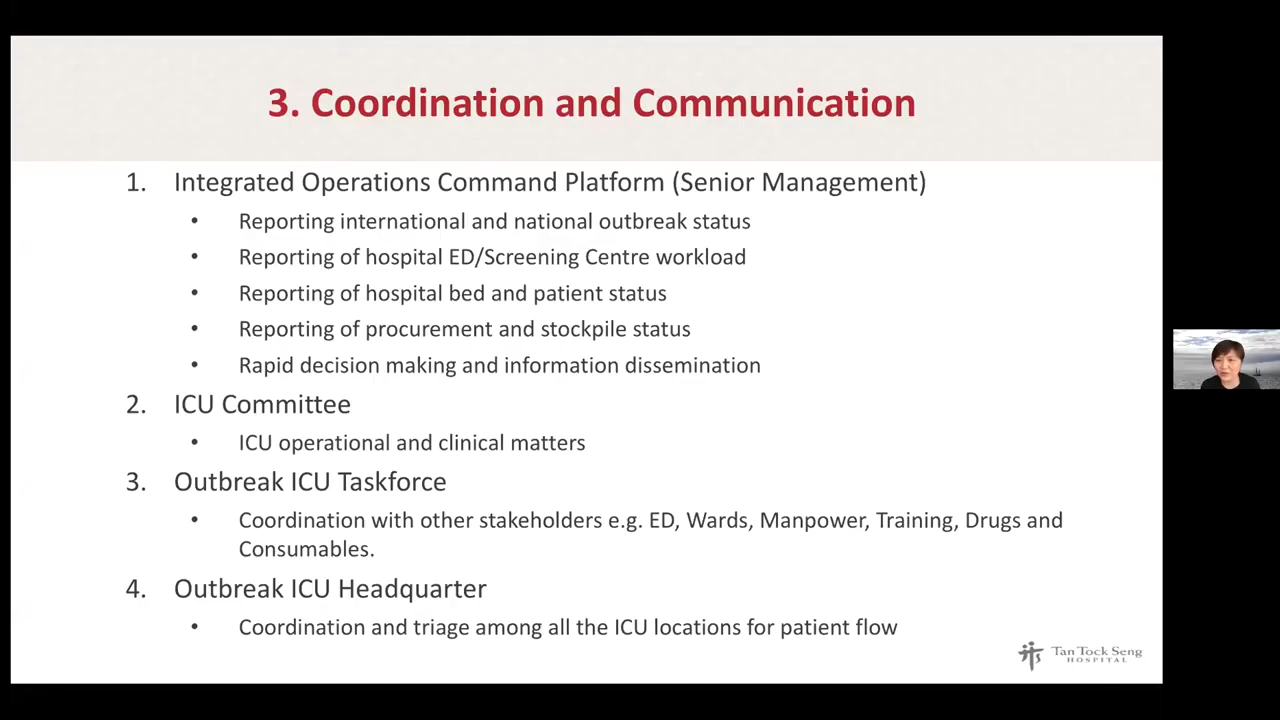 3. Coordination and Communication
1. Integrated Operations Command Platform (Senior Management)
• Reporting international and national outbreak status
• Reporting of hospital ED/Screening Centre workload
• Reporting of hospital bed and patient status
• Reporting of procurement and stockpile status
• Rapid decision making and information dissemination
2. ICU Committee
• ICU operational and clinical matters
3. Outbreak ICU Taskforce
• Coordination with other stakeholders e.g. ED, Wards, Manpower, Training, Drugs and
Consumables.
4. Outbreak ICU Headquarter
• Coordination and triage among all the ICU locations for patient flow
Tan Tock Seng
HOSPITAL